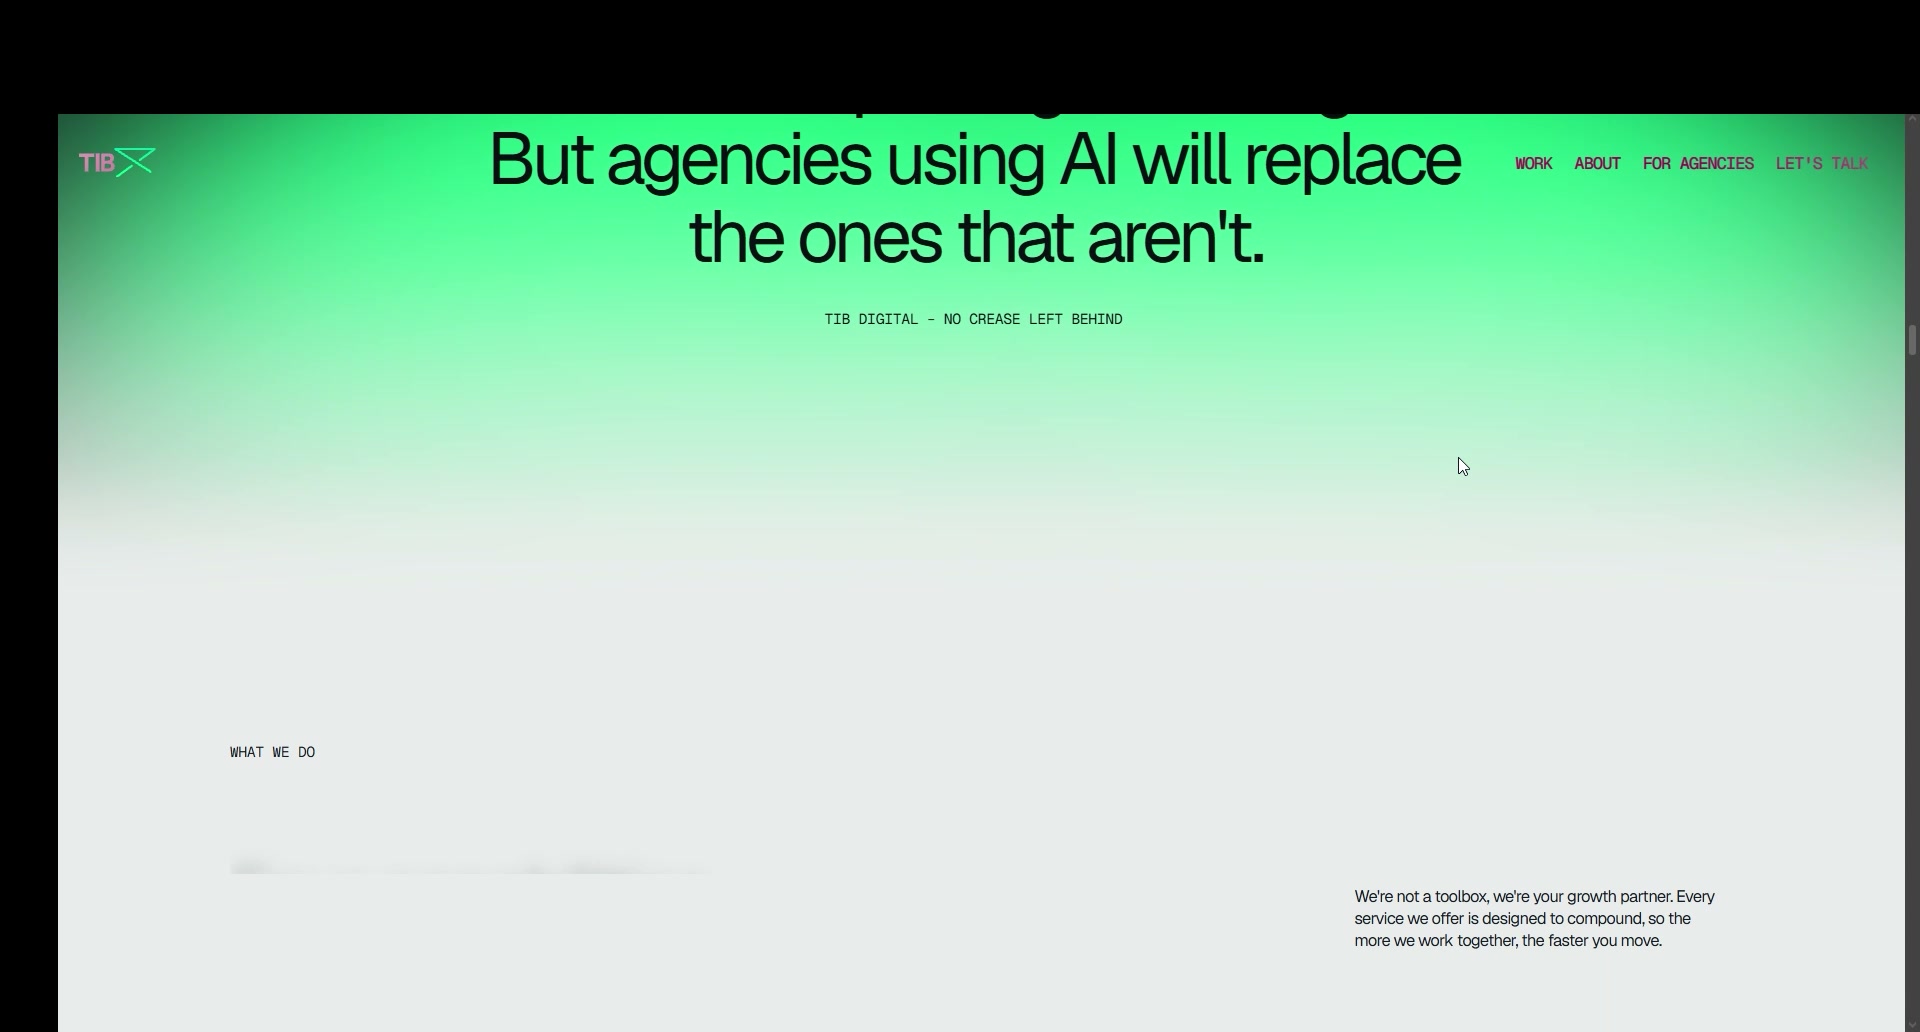 But agencies using AI will replace
the ones that aren't.
TIB
WORK ABOUT FOR AGENCIES LET'S TALK
TIB DIGITAL – NO CREASE LEFT BEHIND
WHAT WE DO
We're not a toolbox, we're your growth partner. Every
service we offer is designed to compound, so the
more we work together, the faster you move.